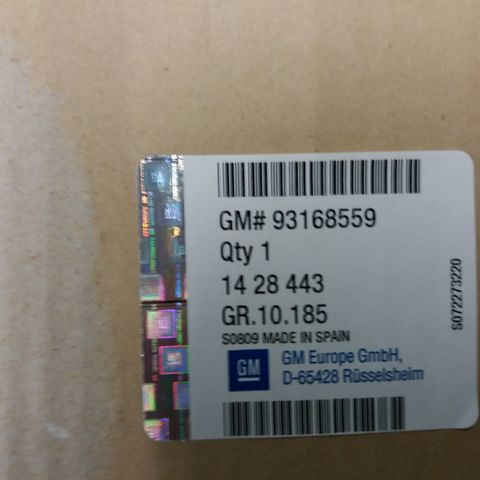 GM# 93168559
Qty 1
14 28 443
GR.10.185
S0809 MADE IN SPAIN
GM
GM Europe GmbH,
D-65428 Rüsselsheim
S072273220